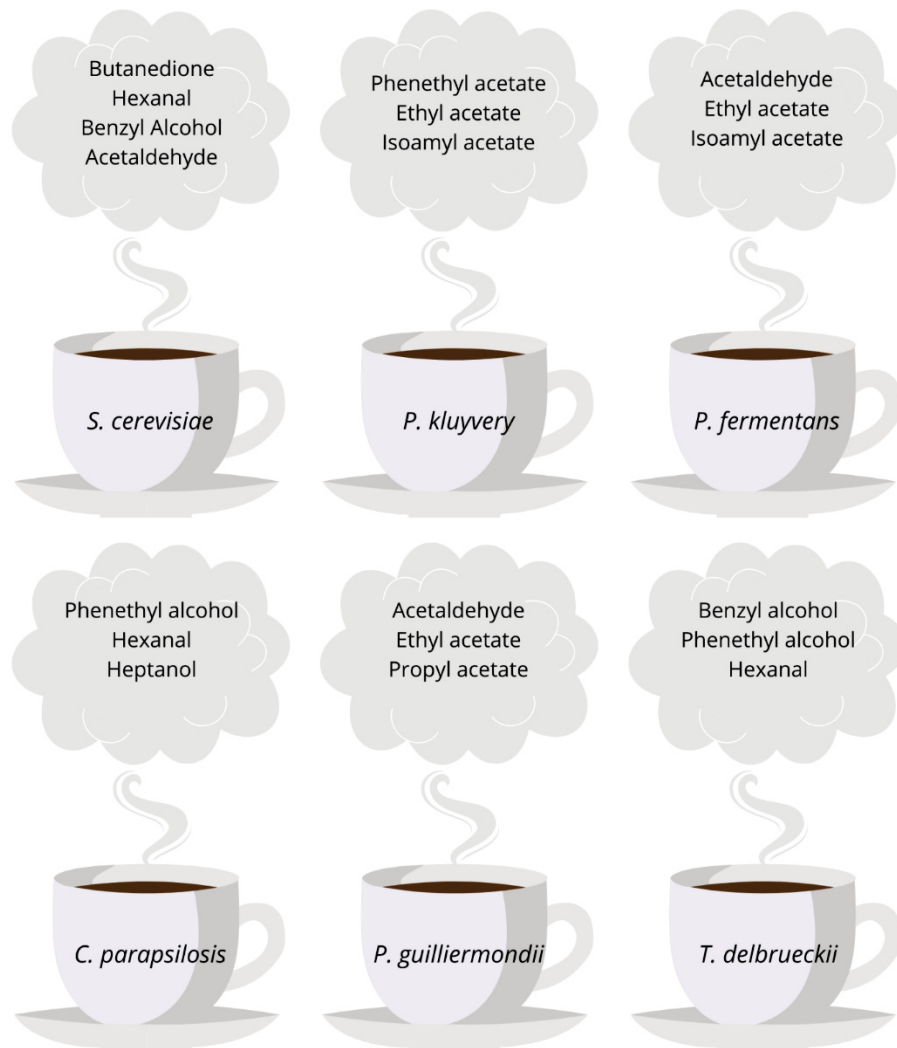 Butanedione
Hexanal
Benzyl Alcohol
Acetaldehyde
S. cerevisiae
Phenethyl acetate
Ethyl acetate
Isoamyl acetate
P. kluyvery
Acetaldehyde
Ethyl acetate
Isoamyl acetate
P. fermentans
Phenethyl alcohol
Hexanal
Heptanol
C. parapsilosis
Acetaldehyde
Ethyl acetate
Propyl acetate
P. guilliermondii
Benzyl alcohol
Phenethyl alcohol
Hexanal
T. delbrueckii